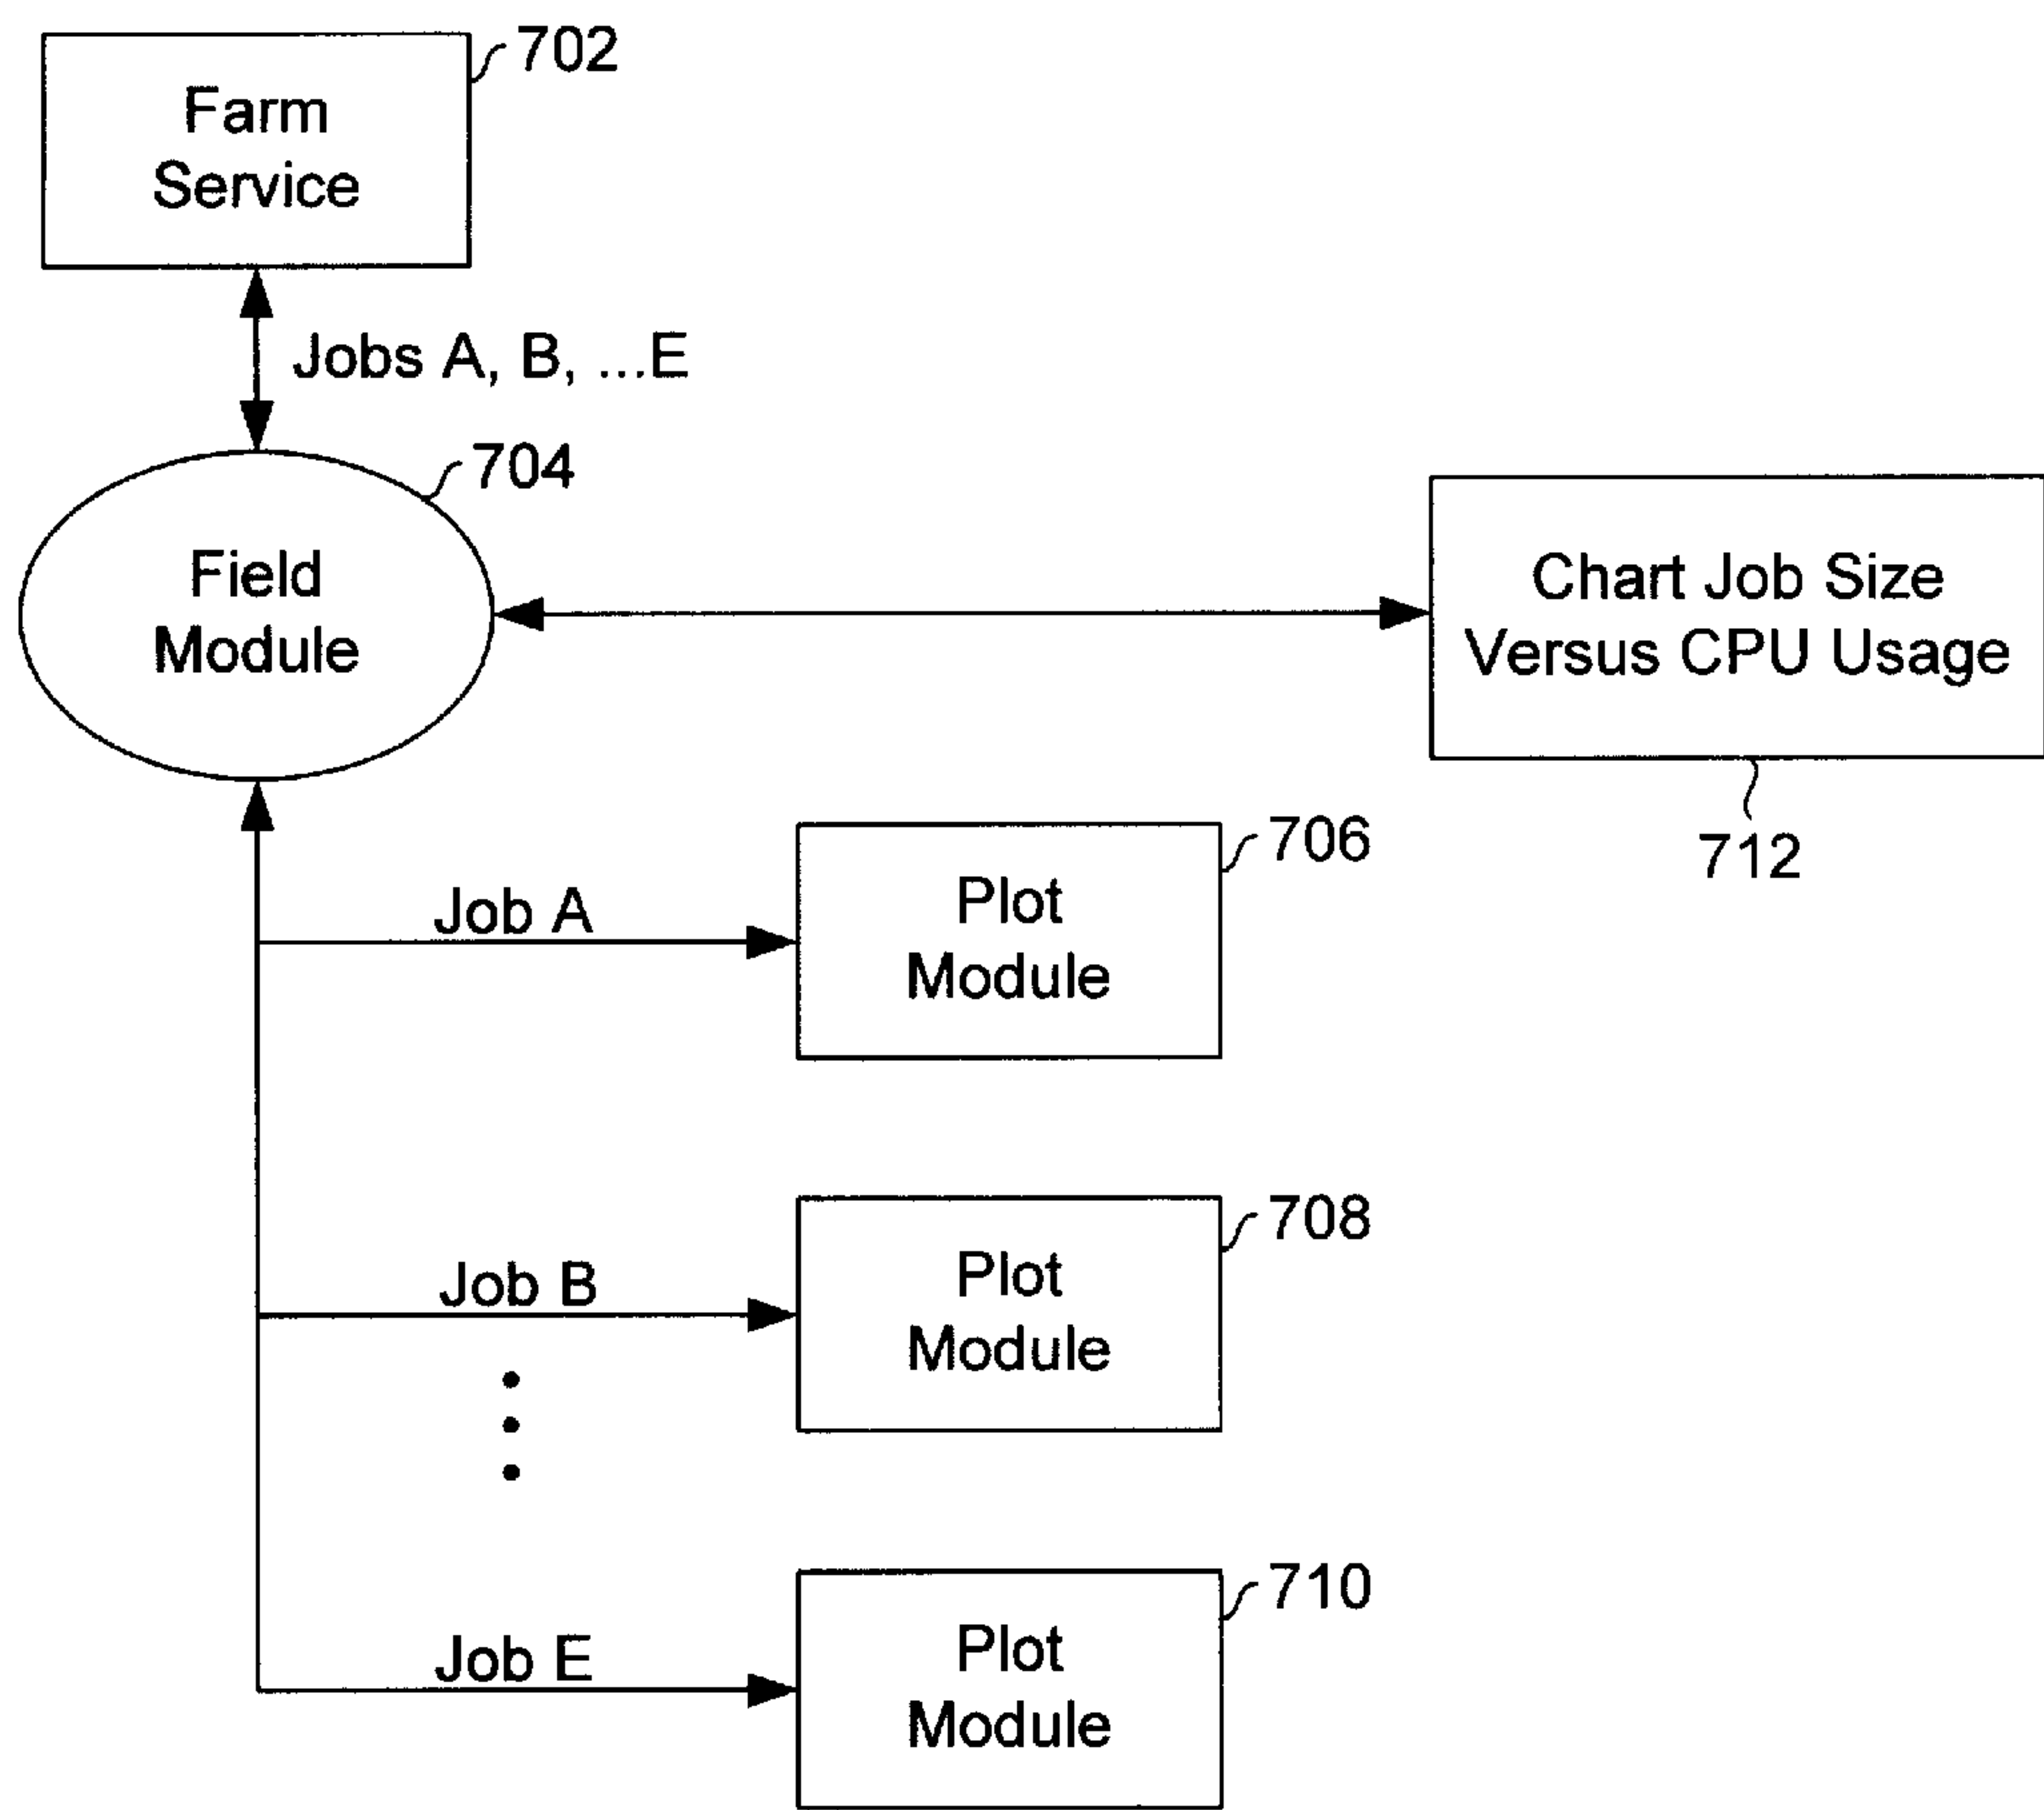 702
Farm
Service
Jobs A, B, ...E
704
Field
Module
Chart Job Size
Versus CPU Usage
712
706
Job A
Plot
Module
708
Job B
Plot
Module
710
Job E
Plot
Module